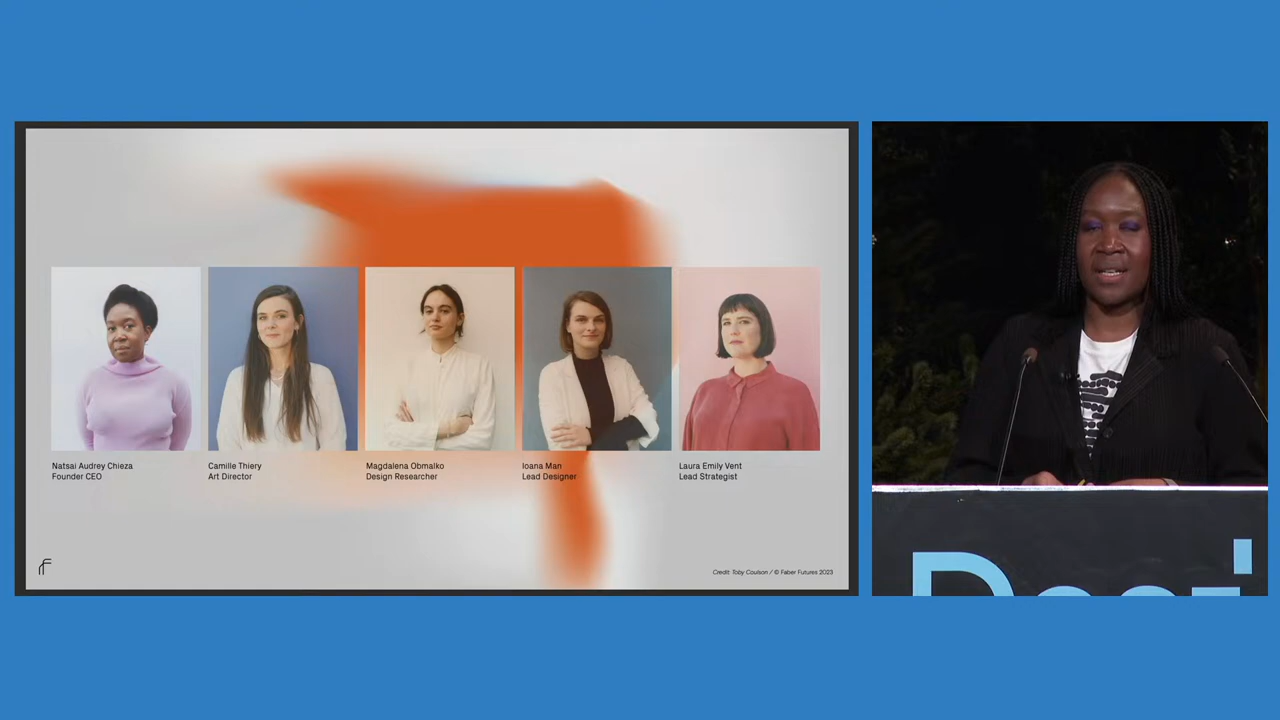 Natsai Audrey Chieza
Founder CEO
Camille Thiery
Art Director
Magdalena Obmalko
Design Researcher
Ioana Man
Lead Designer
Laura Emily Vent
Lead Strategist
Credit: Toby Coulson / © Faber Futures 2023
Desi